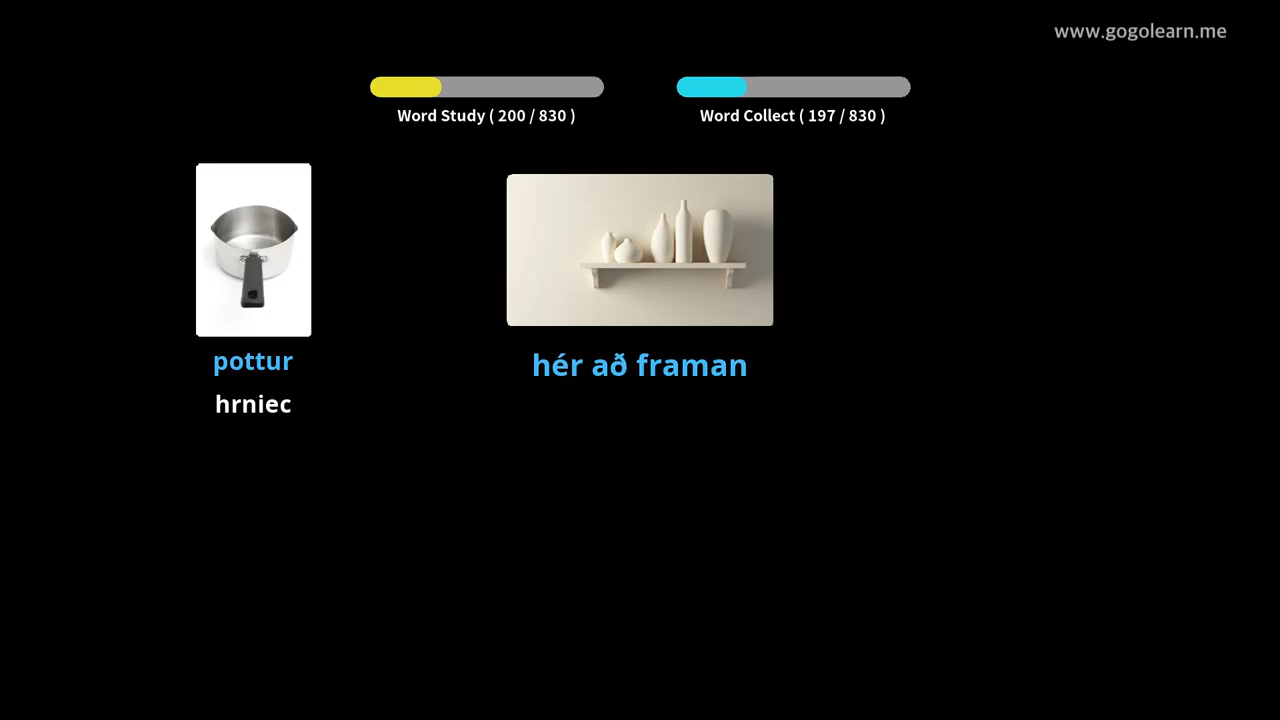 www.gogolearn.me
Word Study ( 200 / 830 )
Word Collect ( 197 / 830 )
pottur
hrniec
hér að framan